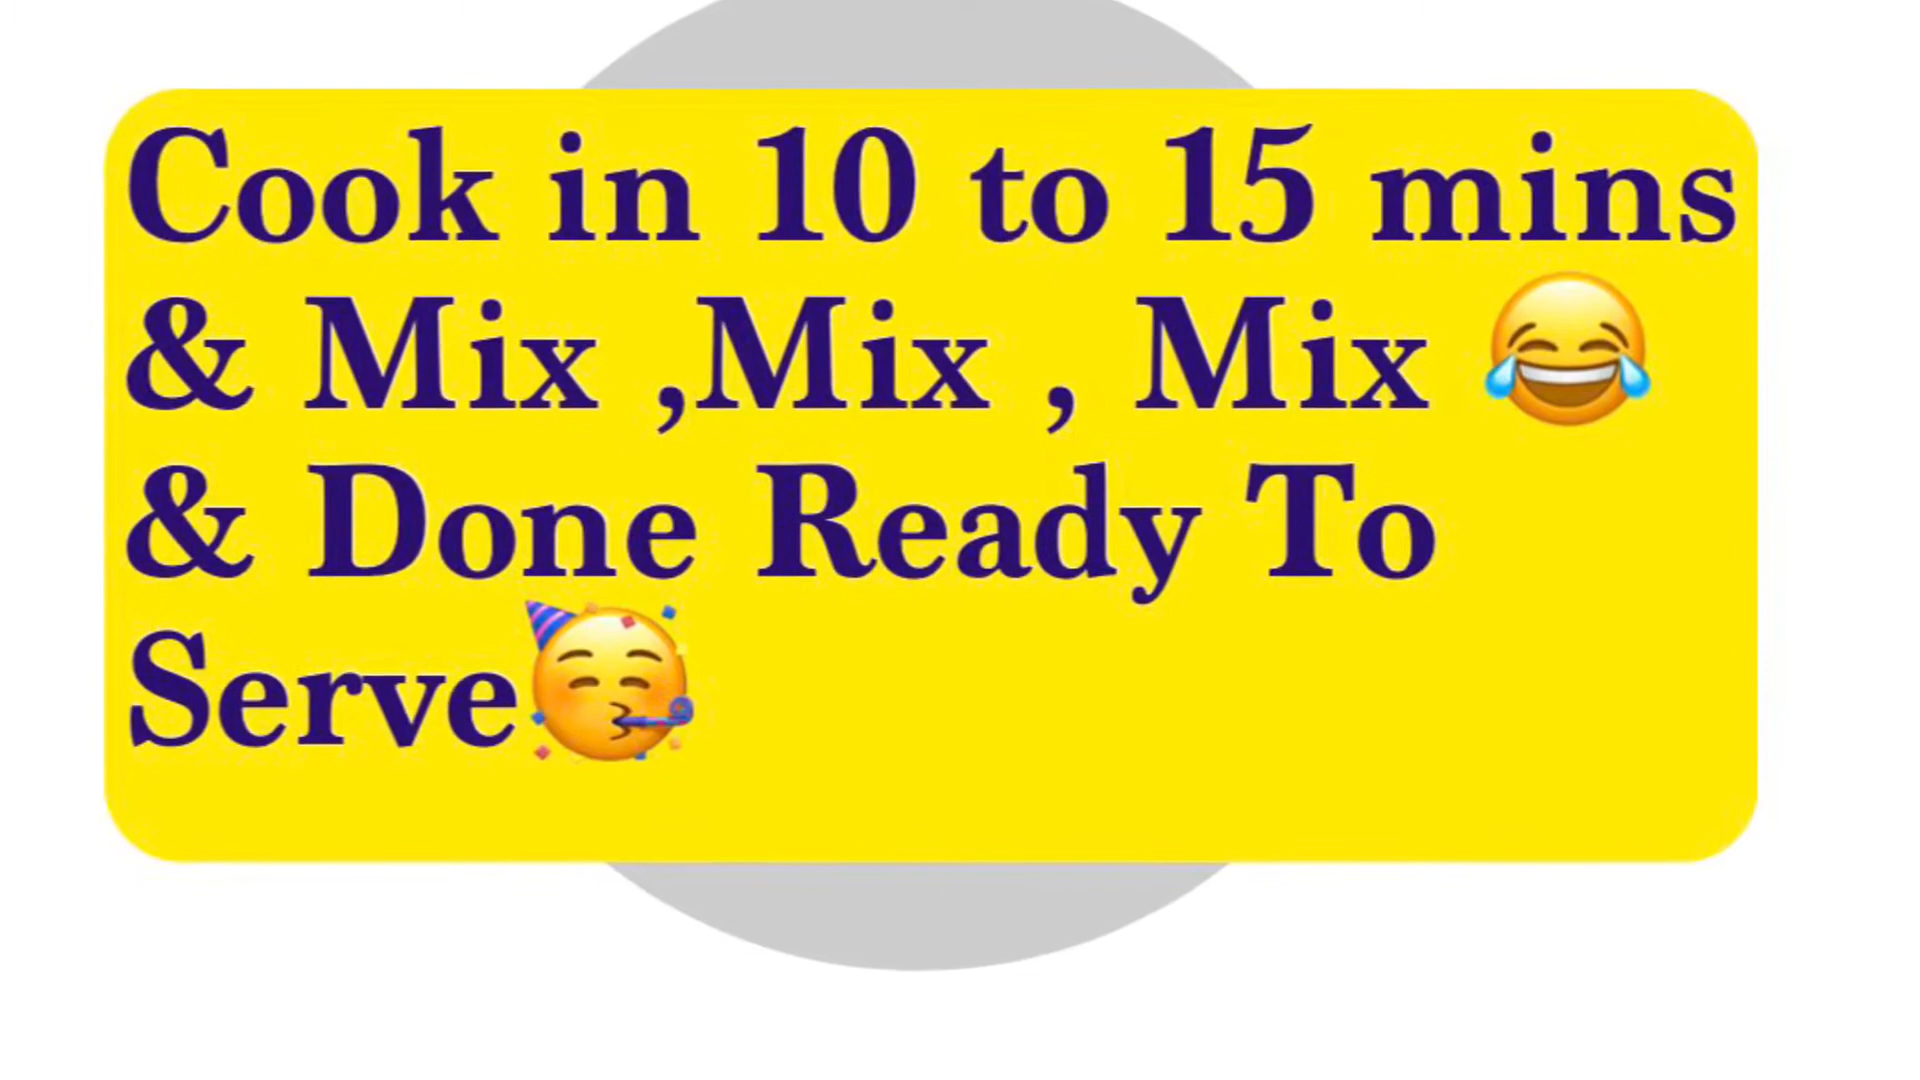 Cook in 10 to 15 mins
& Mix ,Mix , Mix 😂
& Done Ready To
Serve🥳